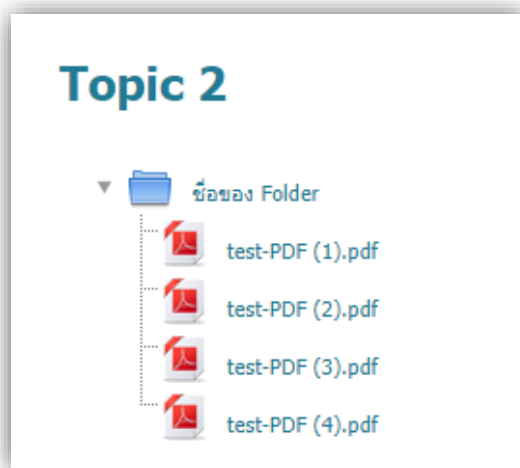 Topic 2
ชื่อของ Folder
test-PDF (1).pdf
test-PDF (2).pdf
test-PDF (3).pdf
test-PDF (4).pdf